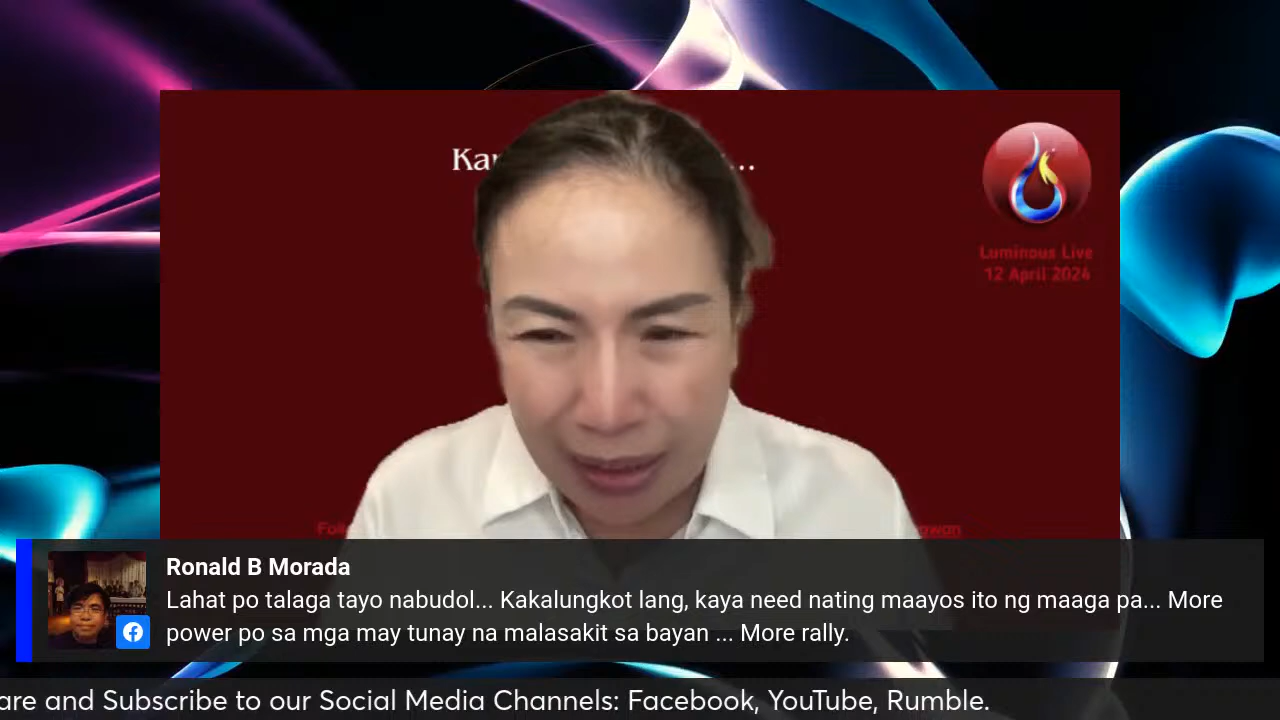 ...
Luminous Live
12 April 2024
Ronald B Morada
Lahat po talaga tayo nabudol... Kakalungkot lang, kaya need nating maayos ito ng maaga pa... More
power po sa mga may tunay na malasakit sa bayan ... More rally.
and Subscribe to our Social Media Channels: Facebook, YouTube, Rumble.